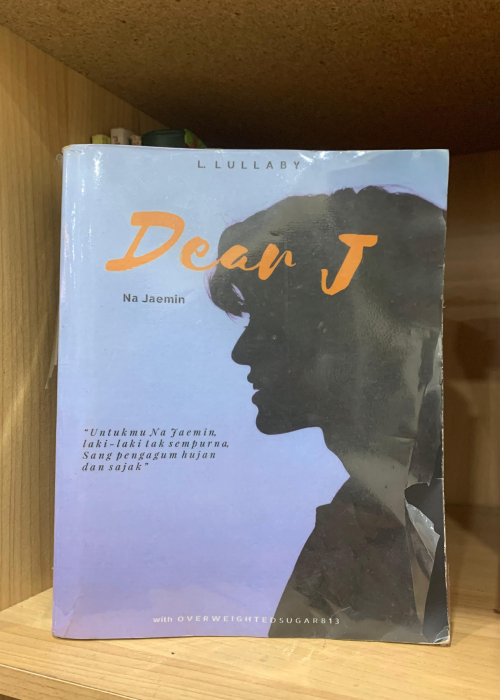 L. LULLABY
Dear J
Na Jaemin
"Untukmu Na Jaemin,
laki-laki tak sempurna,
Sang pengagum hujan
dan sajak"
with OVERWEIGHTEDSUGAR813